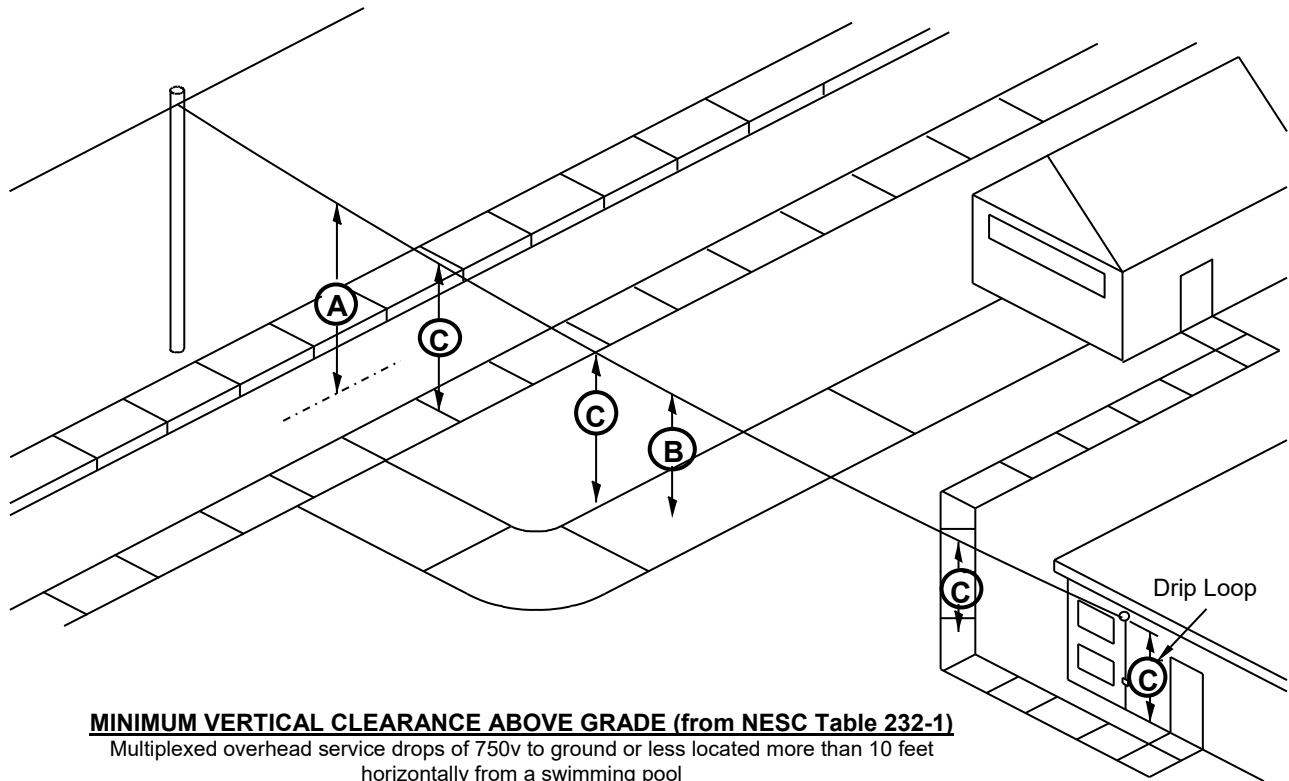 A
C
C
B
C
Drip Loop
C
MINIMUM VERTICAL CLEARANCE ABOVE GRADE (from NESC Table 232-1)
Multiplexed overhead service drops of 750v to ground or less located more than 10 feet
horizontally from a swimming pool